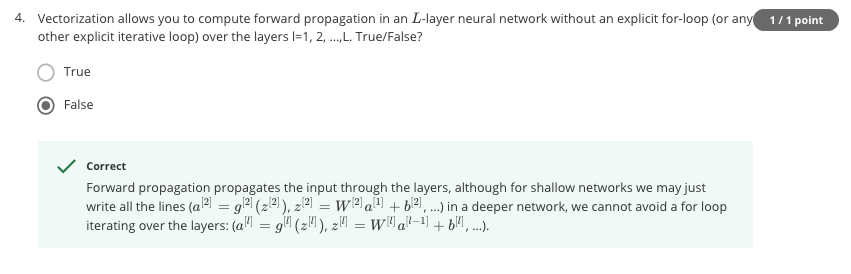 4. Vectorization allows you to compute forward propagation in an L-layer neural network without an explicit for-loop (or any 1 / 1 point
other explicit iterative loop) over the layers l=1, 2, ...,L. True/False?
True
False
Correct
Forward propagation propagates the input through the layers, although for shallow networks we may just
write all the lines (a^{[2]} = g^{[2]}(z^{[2]}), z^{[2]} = W^{[2]}a^{[1]} + b^{[2]}, ...) in a deeper network, we cannot avoid a for loop
iterating over the layers: (a^{[l]} = g^{[l]}(z^{[l]}), z^{[l]} = W^{[l]}a^{[l-1]} + b^{[l]}, ...).